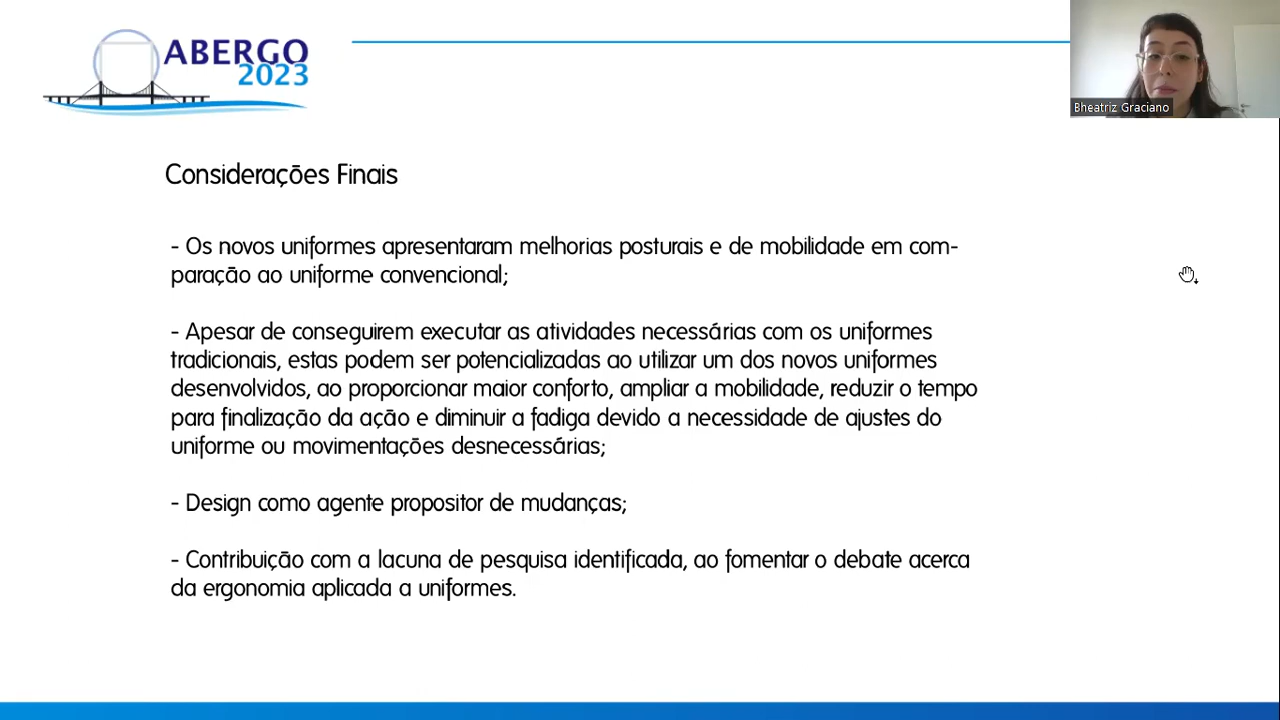 ABERGO
2023
Bheatriz Graciano
Considerações Finais
- Os novos uniformes apresentaram melhorias posturais e de mobilidade em com-
paração ao uniforme convencional;
- Apesar de conseguirem executar as atividades necessárias com os uniformes
tradicionais, estas podem ser potencializadas ao utilizar um dos novos uniformes
desenvolvidos, ao proporcionar maior conforto, ampliar a mobilidade, reduzir o tempo
para finalização da ação e diminuir a fadiga devido a necessidade de ajustes do
uniforme ou movimentações desnecessárias;
- Design como agente propositor de mudanças;
- Contribuição com a lacuna de pesquisa identificada, ao fomentar o debate acerca
da ergonomia aplicada a uniformes.